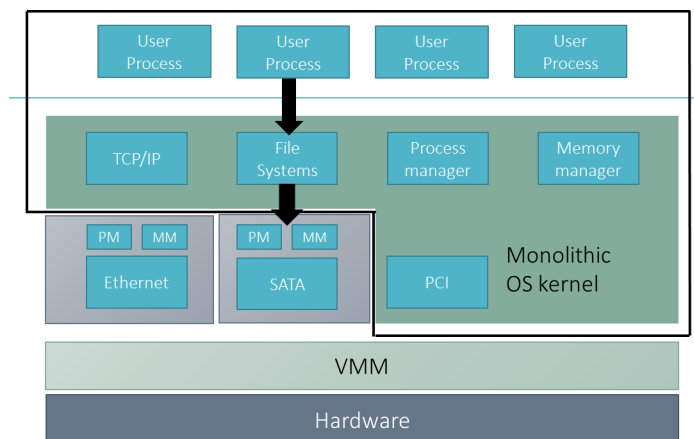 User
Process
User
Process
User
Process
User
Process
TCP/IP
File
Systems
Process
manager
Memory
manager
PM
MM
Ethernet
PM
MM
SATA
PCI
Monolithic
OS kernel
VMM
Hardware